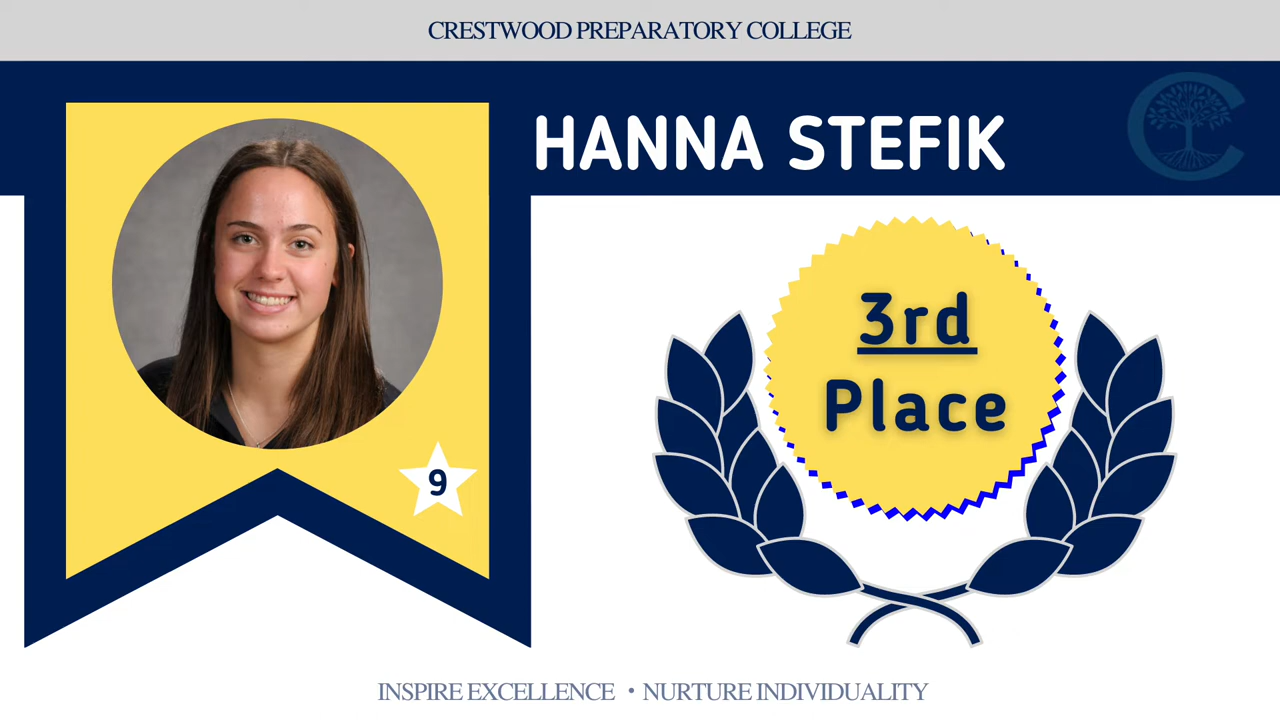 CRESTWOOD PREPARATORY COLLEGE
HANNA STEFIK
3rd
Place
9
INSPIRE EXCELLENCE • NURTURE INDIVIDUALITY